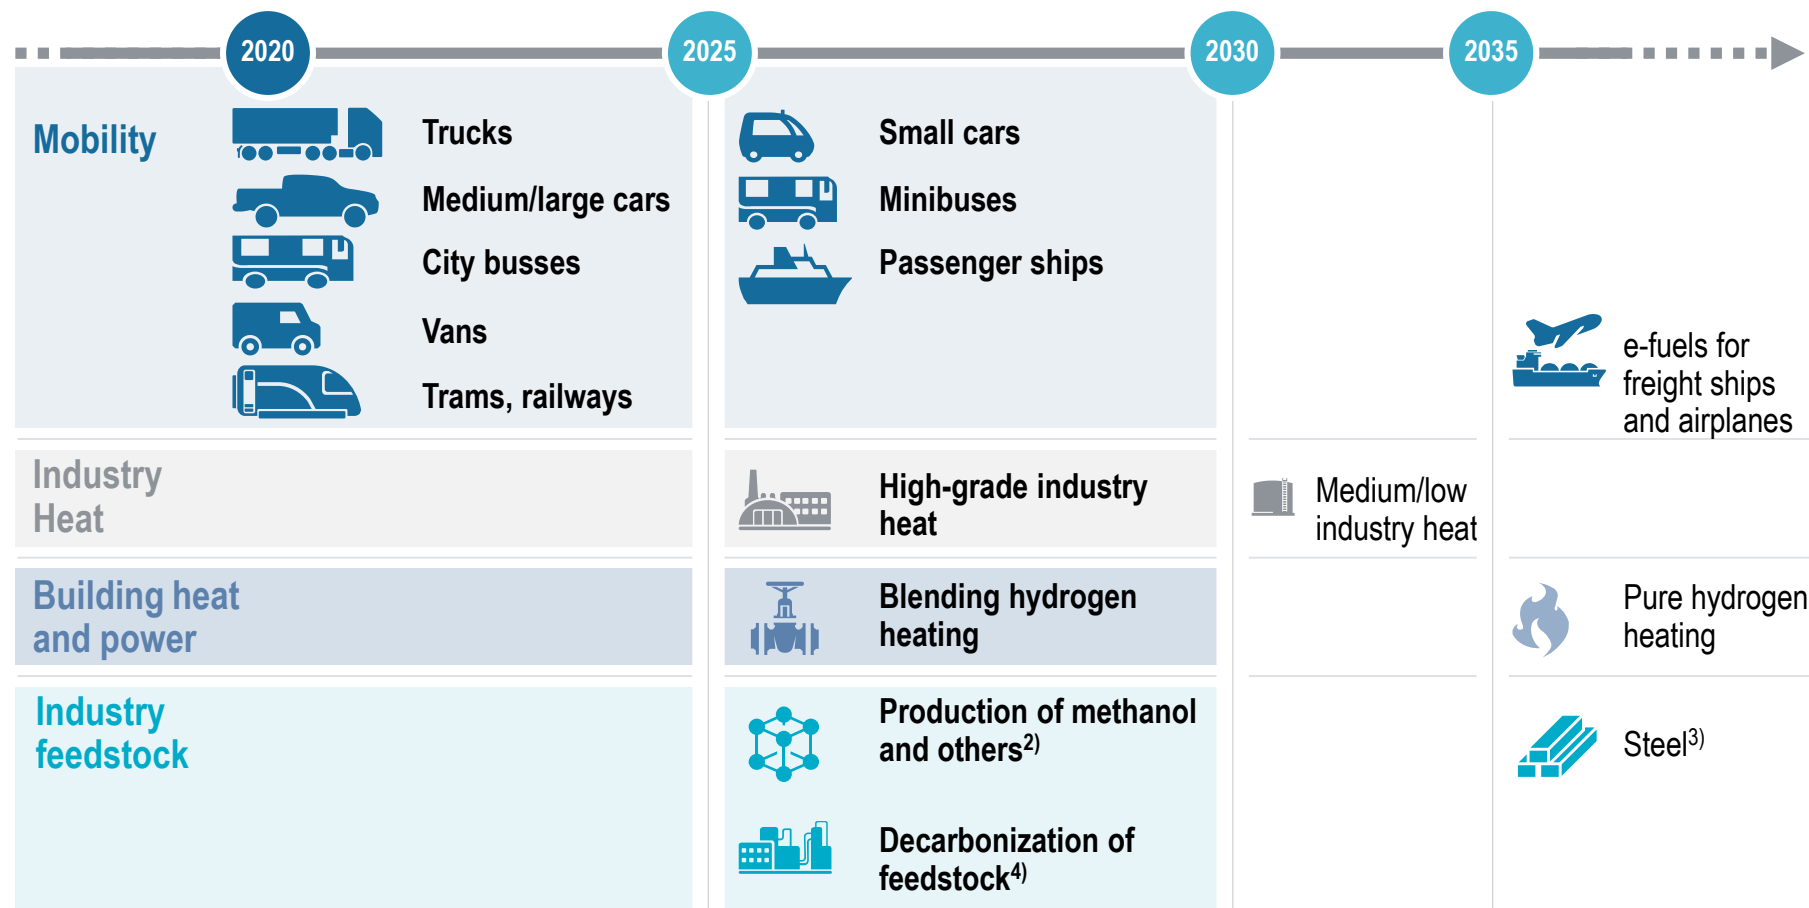 2020
2025
2030
2035
Mobility
Trucks
Medium/large cars
City busses
Vans
Trams, railways
Small cars
Minibuses
Passenger ships
e-fuels for
freight ships
and airplanes
Industry
Heat
High-grade industry
heat
Medium/low
industry heat
Building heat
and power
Blending hydrogen
heating
Pure hydrogen
heating
Industry
feedstock
Production of methanol
and others2)
Steel3)
Decarbonization of
feedstock4)